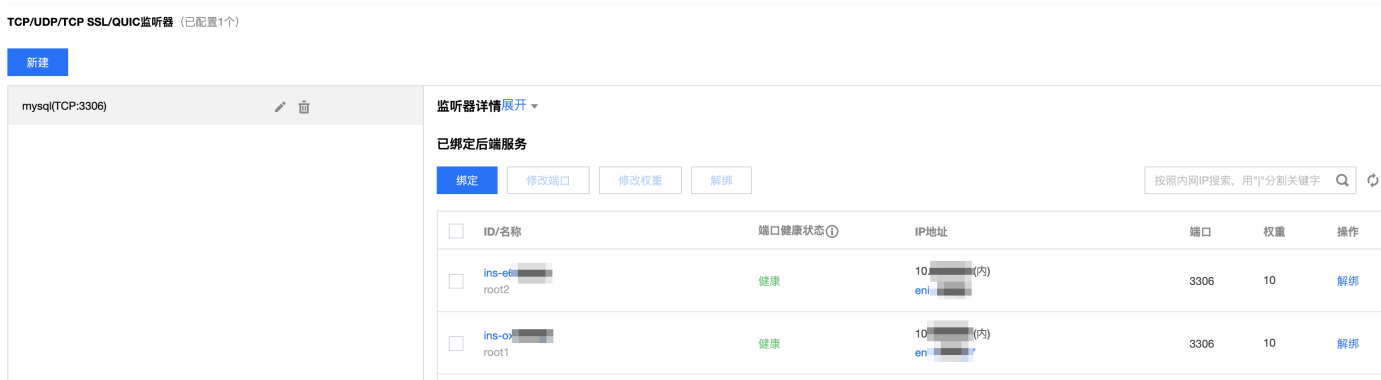 TCP/UDP/TCP SSL/QUIC监听器（已配置1个）
新建
mysql(TCP:3306)
监听器详情展开
已绑定后端服务
绑定 修改端口 修改权重 解绑 按照内网IP搜索，用"|"分割关键字
ID/名称 端口健康状态 IP地址 端口 权重 操作
健康 3306 10 解绑
(内)
root2
健康 3306 10 解绑
(内)
root1